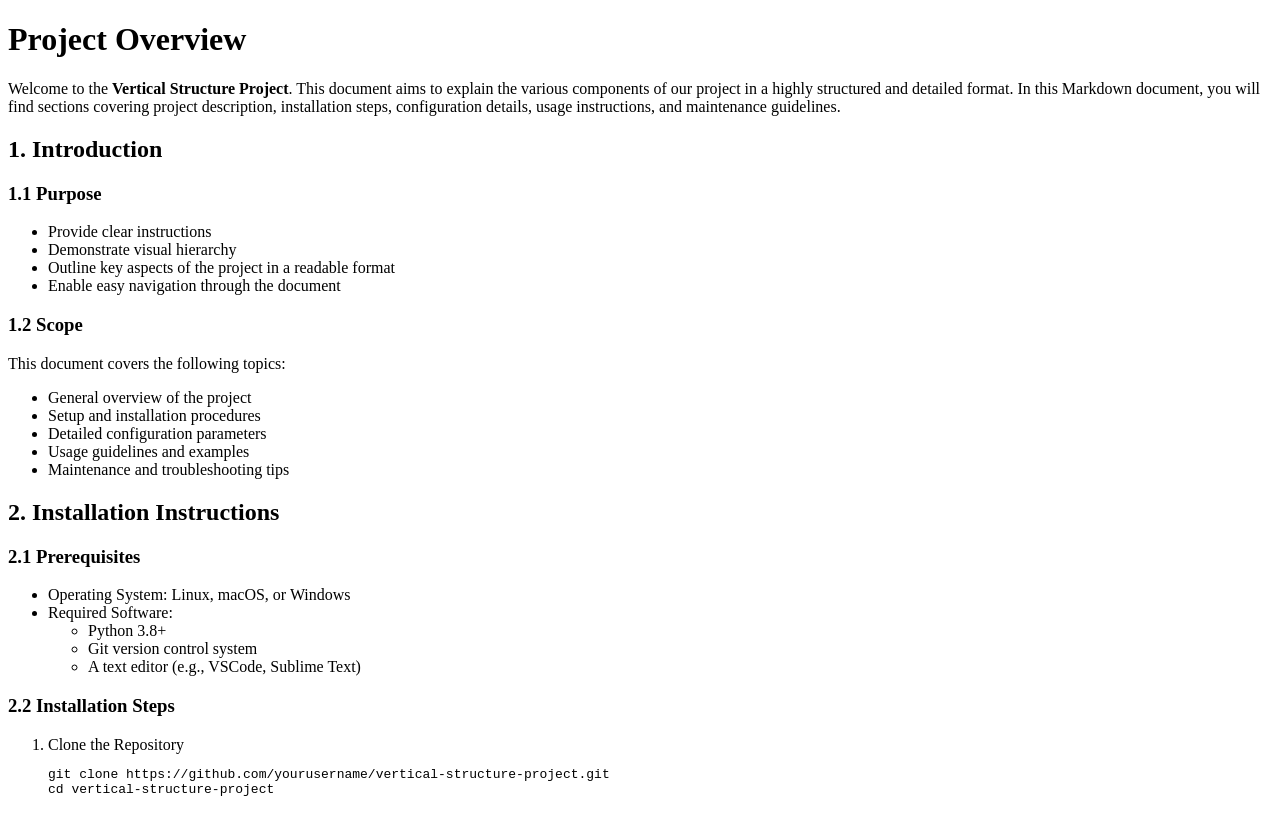 Project Overview
Welcome to the Vertical Structure Project. This document aims to explain the various components of our project in a highly structured and detailed format. In this Markdown document, you will
find sections covering project description, installation steps, configuration details, usage instructions, and maintenance guidelines.
1. Introduction
1.1 Purpose
• Provide clear instructions
• Demonstrate visual hierarchy
• Outline key aspects of the project in a readable format
• Enable easy navigation through the document
1.2 Scope
This document covers the following topics:
• General overview of the project
• Setup and installation procedures
• Detailed configuration parameters
• Usage guidelines and examples
• Maintenance and troubleshooting tips
2. Installation Instructions
2.1 Prerequisites
• Operating System: Linux, macOS, or Windows
• Required Software:
◦ Python 3.8+
◦ Git version control system
◦ A text editor (e.g., VSCode, Sublime Text)
2.2 Installation Steps
1. Clone the Repository
git clone https://github.com/yourusername/vertical-structure-project.git
cd vertical-structure-project